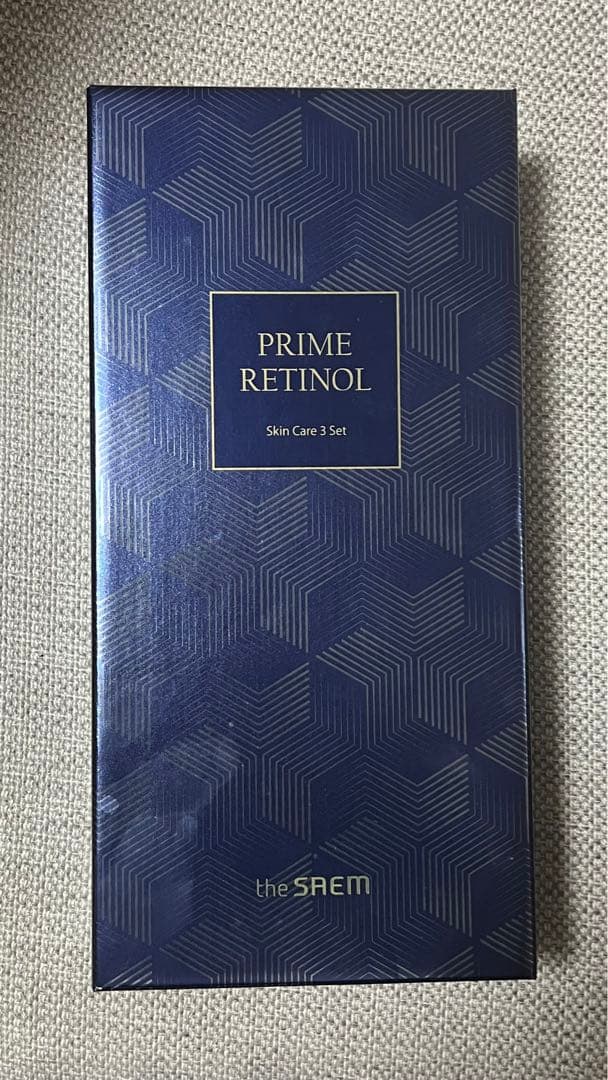 PRIME
RETINOL
Skin Care 3 Set
the SAEM